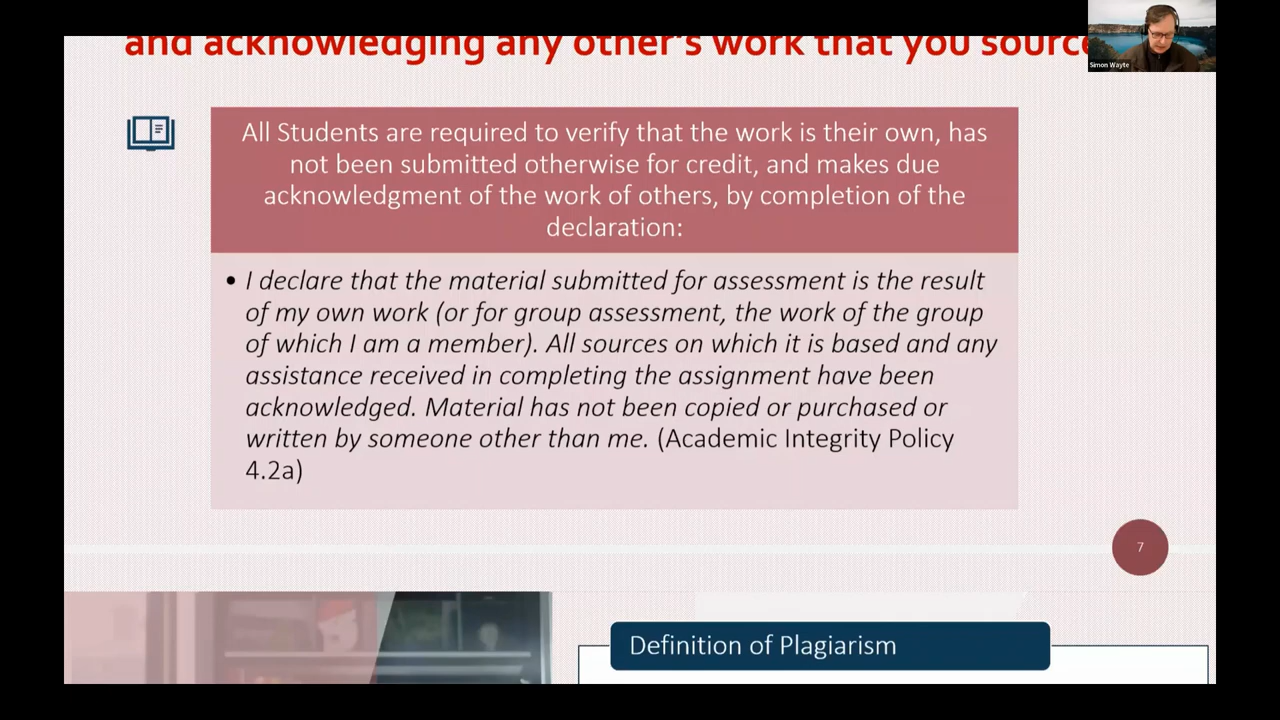 and acknowledging any other's work that you source
Simon Wayte
All Students are required to verify that the work is their own, has
not been submitted otherwise for credit, and makes due
acknowledgment of the work of others, by completion of the
declaration:
• I declare that the material submitted for assessment is the result
of my own work (or for group assessment, the work of the group
of which I am a member). All sources on which it is based and any
assistance received in completing the assignment have been
acknowledged. Material has not been copied or purchased or
written by someone other than me. (Academic Integrity Policy
4.2a)
7
Definition of Plagiarism